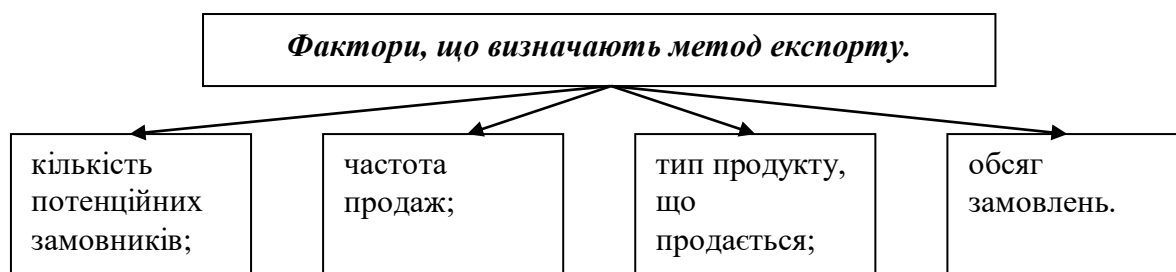 Фактори, що визначають метод експорту.
кількість
потенційних
замовників;
частота
продаж;
тип продукту,
що
продається;
обсяг
замовлень.